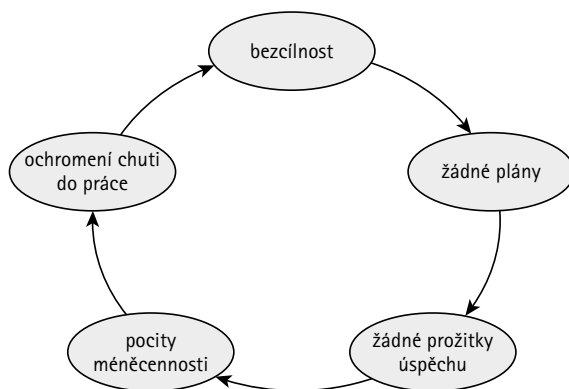 bezcílnost
žádné plány
žádné prožitky
úspěchu
pocity
méněcennosti
ochromení chuti
do práce